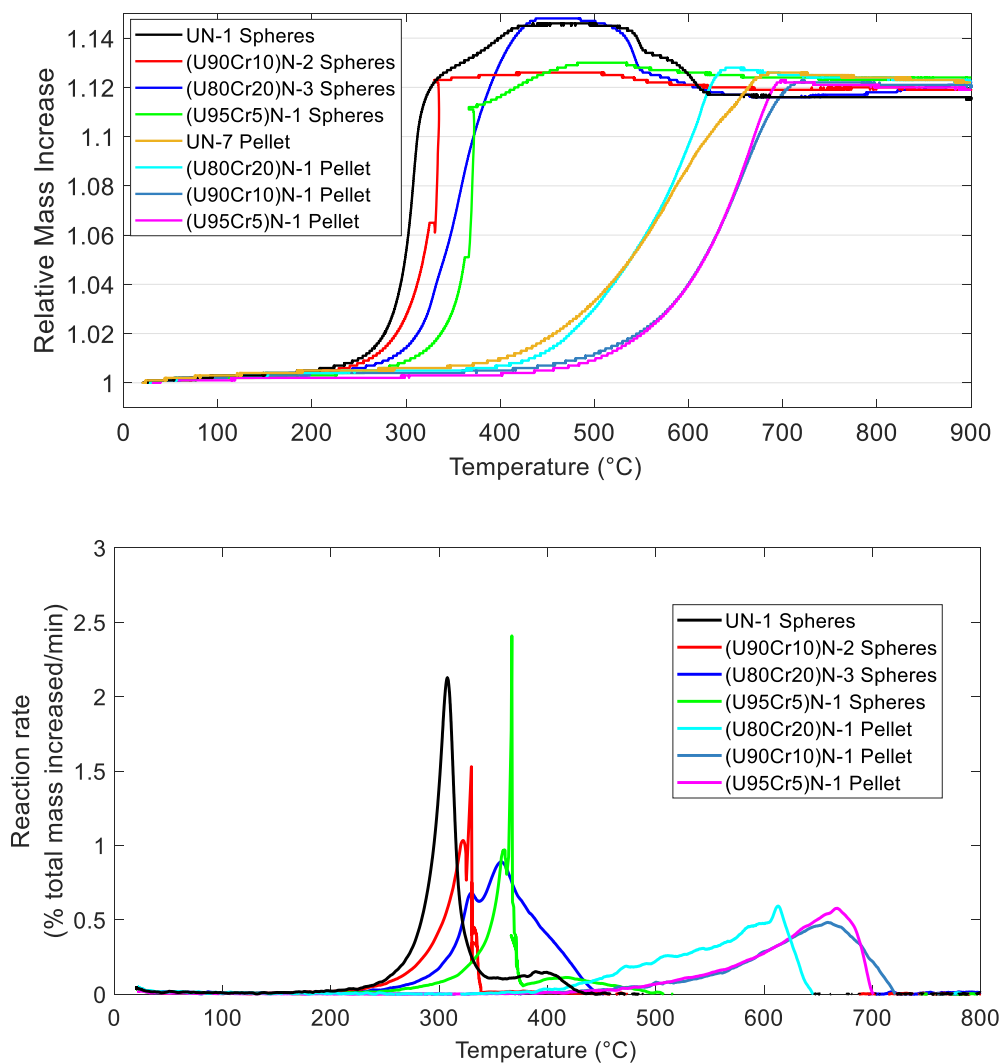 1.14
1.12
1.1
1.08
1.06
1.04
1.02
1
Relative Mass Increase
UN-1 Spheres
(U90Cr10)N-2 Spheres
(U80Cr20)N-3 Spheres
(U95Cr5)N-1 Spheres
UN-7 Pellet
(U80Cr20)N-1 Pellet
(U90Cr10)N-1 Pellet
(U95Cr5)N-1 Pellet
0 100 200 300 400 500 600 700 800 900
Temperature (°C)
3
2.5
2
1.5
1
0.5
0
Reaction rate
(% total mass increased/min)
UN-1 Spheres
(U90Cr10)N-2 Spheres
(U80Cr20)N-3 Spheres
(U95Cr5)N-1 Spheres
(U80Cr20)N-1 Pellet
(U90Cr10)N-1 Pellet
(U95Cr5)N-1 Pellet
0 100 200 300 400 500 600 700 800
Temperature (°C)